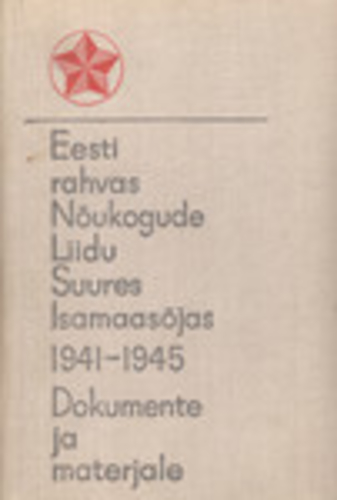 Eesti
rahvas
Nõukogude
Liidu
Suures
Isamaasõjas
1941-1945
Dokumente
ja
materjale